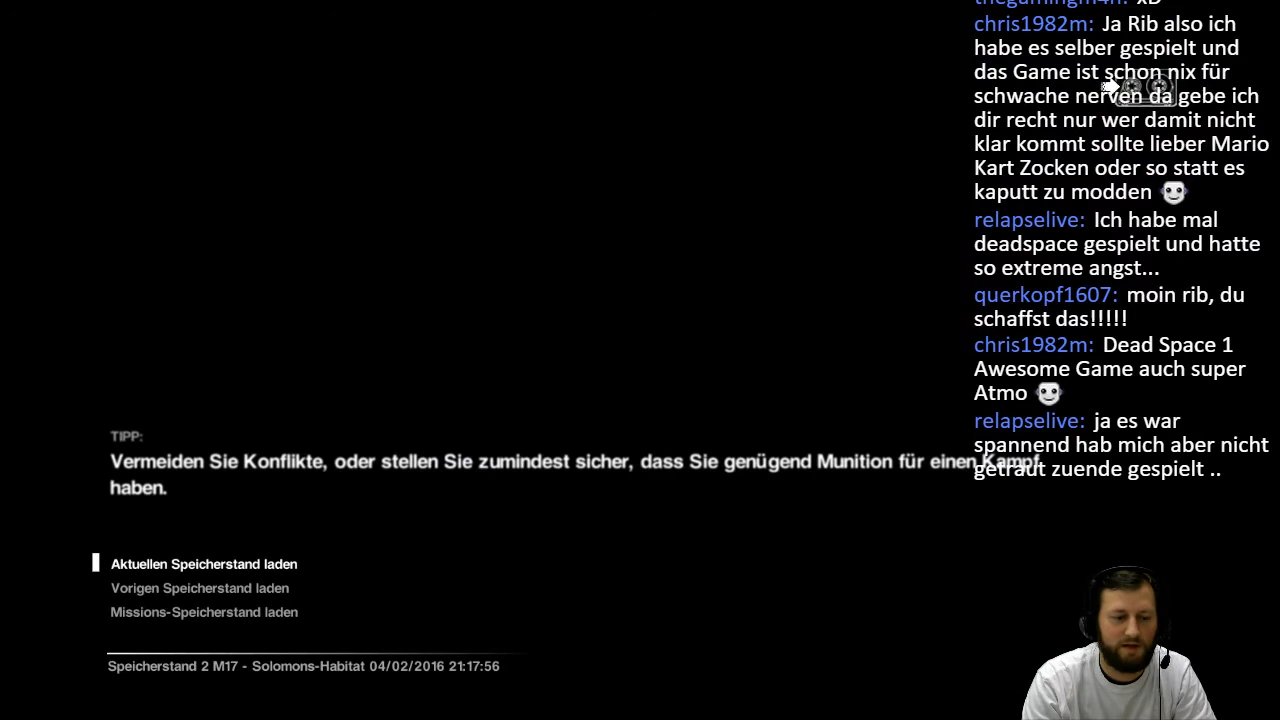 thegamingm4n: xD
chris1982m: Ja Rib also ich
habe es selber gespielt und
das Game ist schon nix für
schwache nerven da gebe ich
dir recht nur wer damit nicht
klar kommt sollte lieber Mario
Kart Zocken oder so statt es
kaputt zu modden
relapselive: Ich habe mal
deadspace gespielt und hatte
so extreme angst...
querkopf1607: moin rib, du
schaffst das!!!!!
chris1982m: Dead Space 1
Awesome Game auch super
Atmo
relapselive: ja es war
spannend hab mich aber nicht
getraut zuende gespielt ..
TIPP:
Vermeiden Sie Konflikte, oder stellen Sie zumindest sicher, dass Sie genügend Munition für einen Kampf
haben.
Aktuellen Speicherstand laden
Vorigen Speicherstand laden
Missions-Speicherstand laden
Speicherstand 2 M17 - Solomons-Habitat 04/02/2016 21:17:56